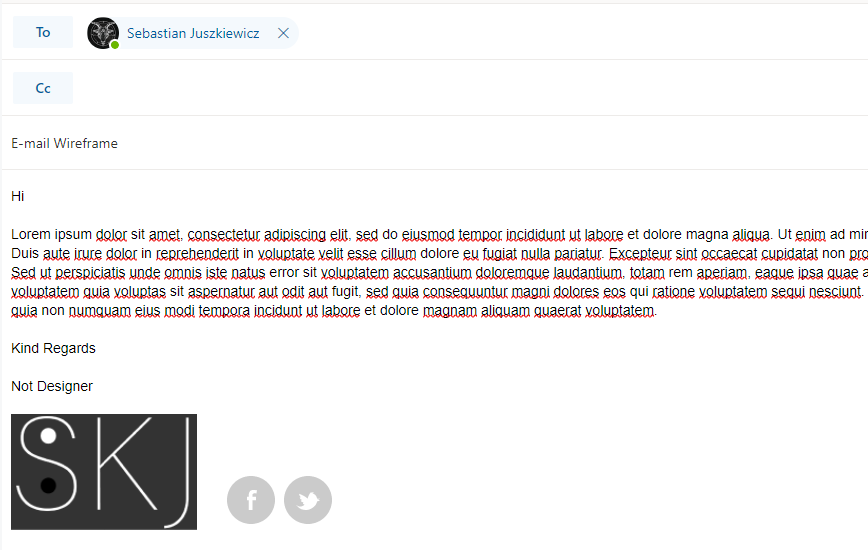 To
Sebastian Juszkiewicz
Cc
E-mail Wireframe
Hi
Lorem ipsum dolor sit amet, consectetur adipiscing elit, sed do eiusmod tempor incididunt ut labore et dolore magna aliqua. Ut enim ad
Duis aute irure dolor in reprehenderit in voluptate velit esse cillum dolore eu fugiat nulla pariatur. Excepteur sint occaecat cupidatat non
Sed ut perspiciatis unde omnis iste natus error sit voluptatem accusantium doloremque laudantium, totam rem aperiam, eaque ipsa quae
voluptatem quia voluptas sit aspernatur aut odit aut fugit, sed quia consequuntur magni dolores eos qui ratione voluptatem sequi nesciunt.
quia non numquam eius modi tempora incidunt ut labore et dolore magnam aliquam quaerat voluptatem.
Kind Regards
Not Designer
SKJ